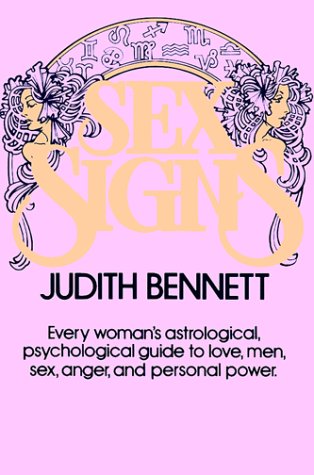 SEX
SIGNS
JUDITH BENNETT
Every woman's astrological,
psychological guide to love, men,
sex, anger, and personal power.